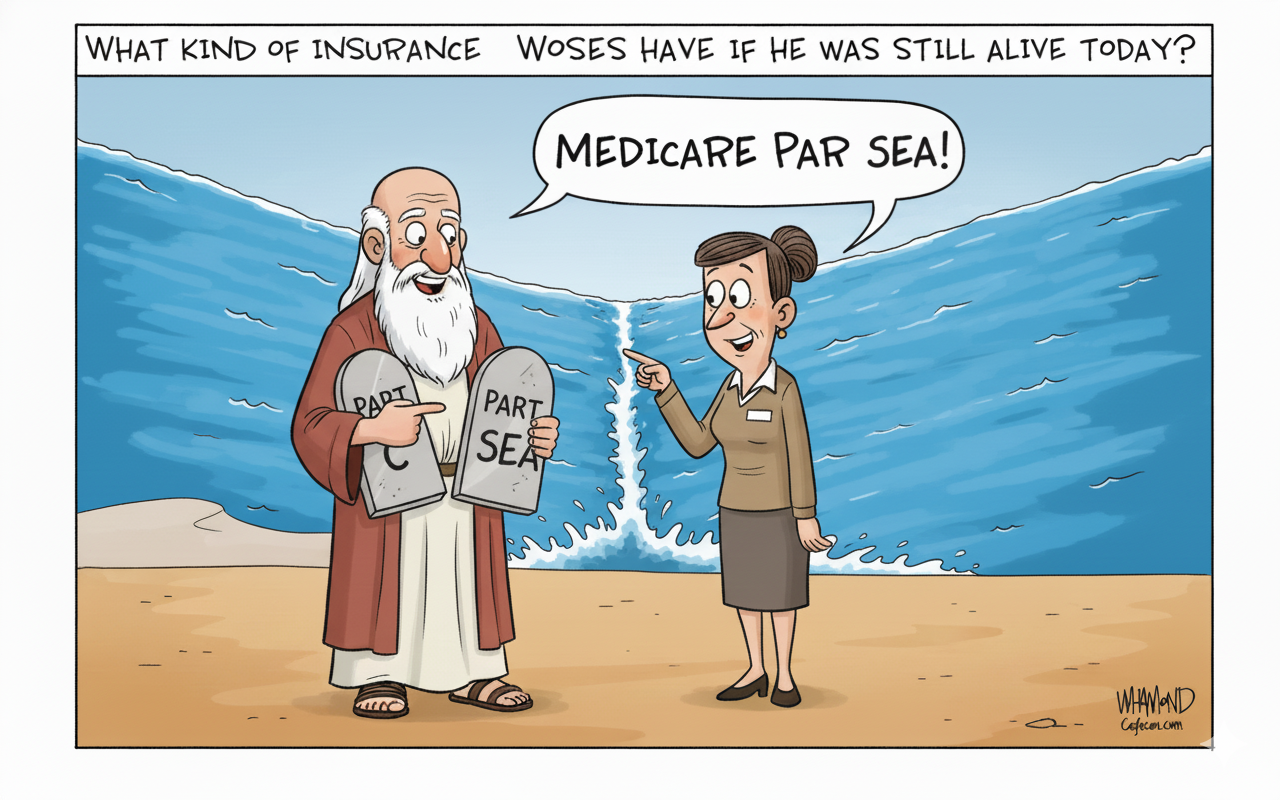 WHAT KIND OF INSURANCE WOSES HAVE IF HE WAS STILL ALIVE TODAY?
MEDICARE PAR SEA!
PART
C
PART
SEA
WHAMOND